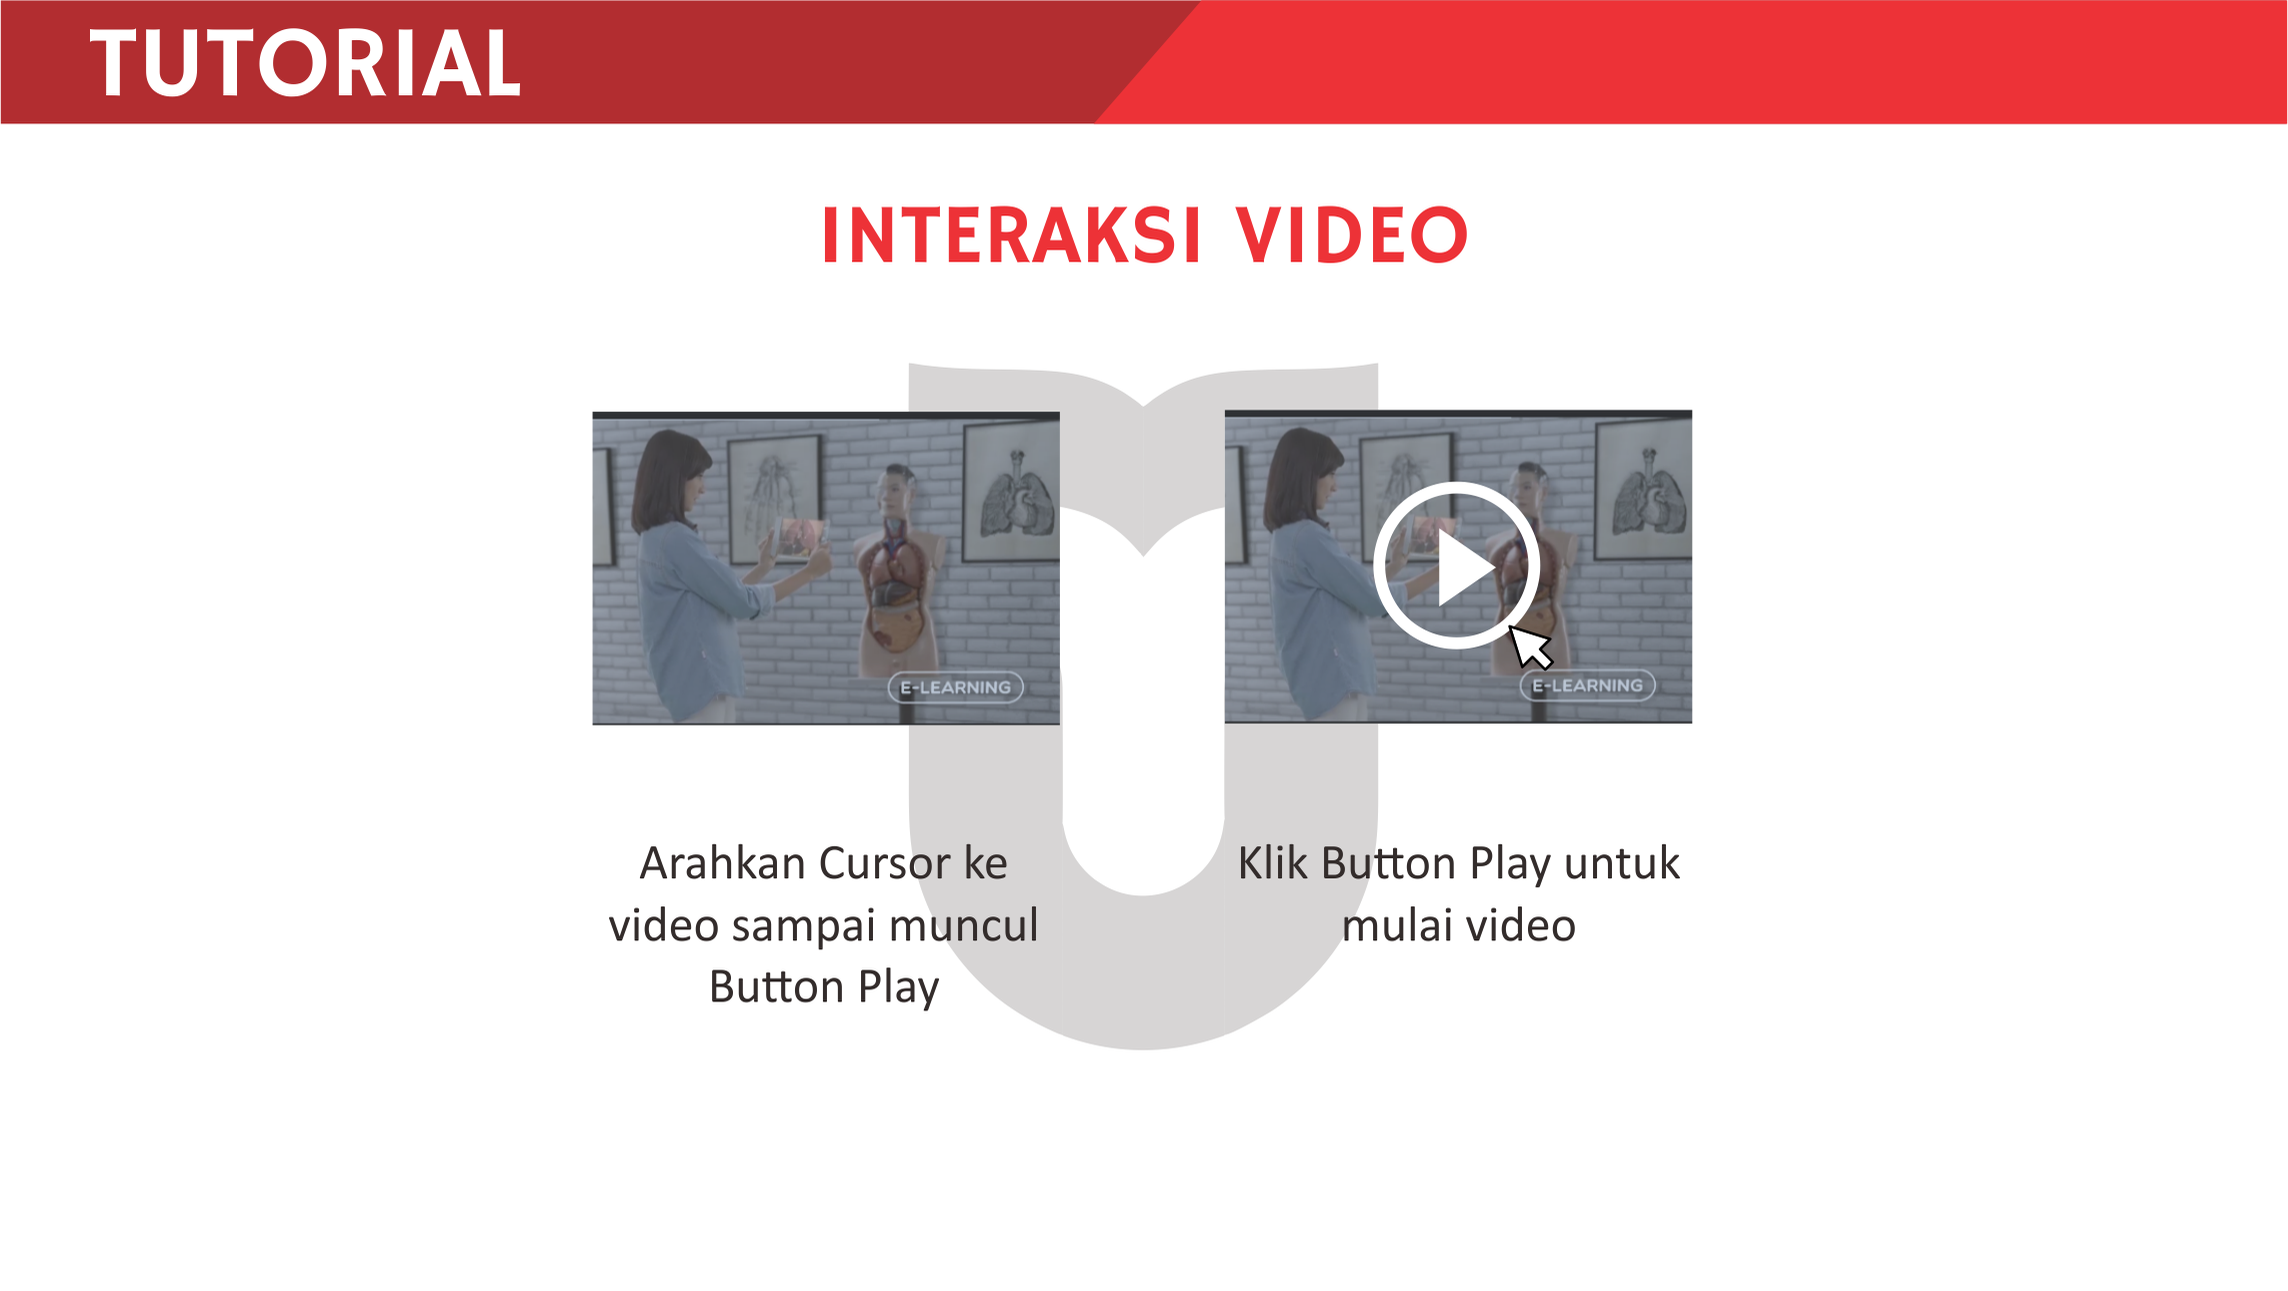 TUTORIAL
INTERAKSI VIDEO
E-LEARNING
E-LEARNING
Arahkan Cursor ke
video sampai muncul
Button Play
Klik Button Play untuk
mulai video